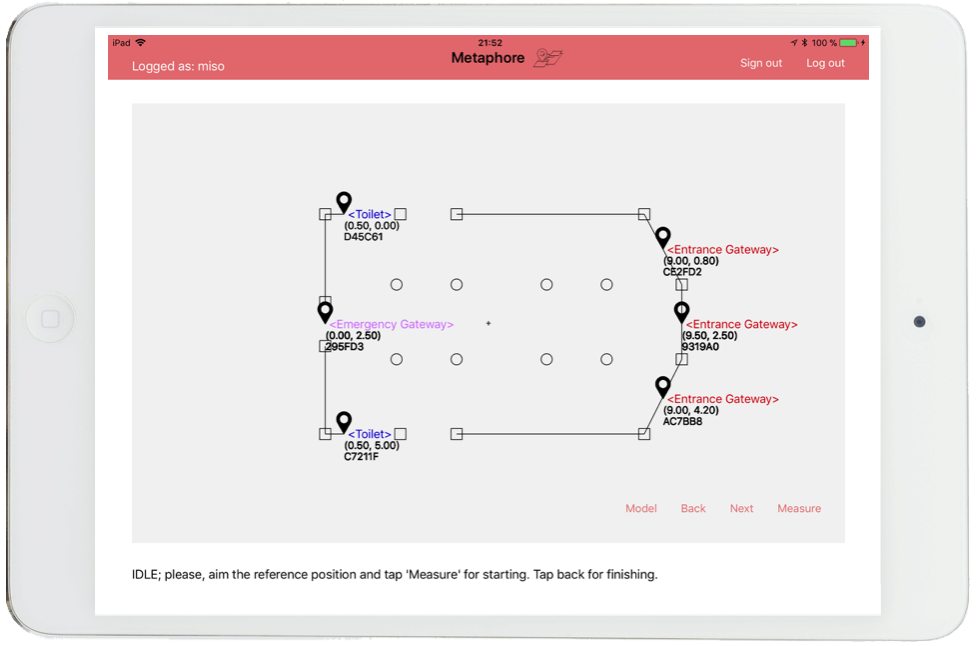 iPad
21:52
100 %
Logged as: miso
Metaphore
Sign out
Log out
<Toilet>
(0.50, 0.00)
D45C61
<Entrance Gateway>
(9.00, 0.80)
CE2FD2
<Emergency Gateway>
(0.00, 2.50)
295FD3
<Entrance Gateway>
(9.50, 2.50)
9319A0
<Entrance Gateway>
(9.00, 4.20)
AC7BB8
<Toilet>
(0.50, 5.00)
C7211F
Model
Back
Next
Measure
IDLE; please, aim the reference position and tap 'Measure' for starting. Tap back for finishing.